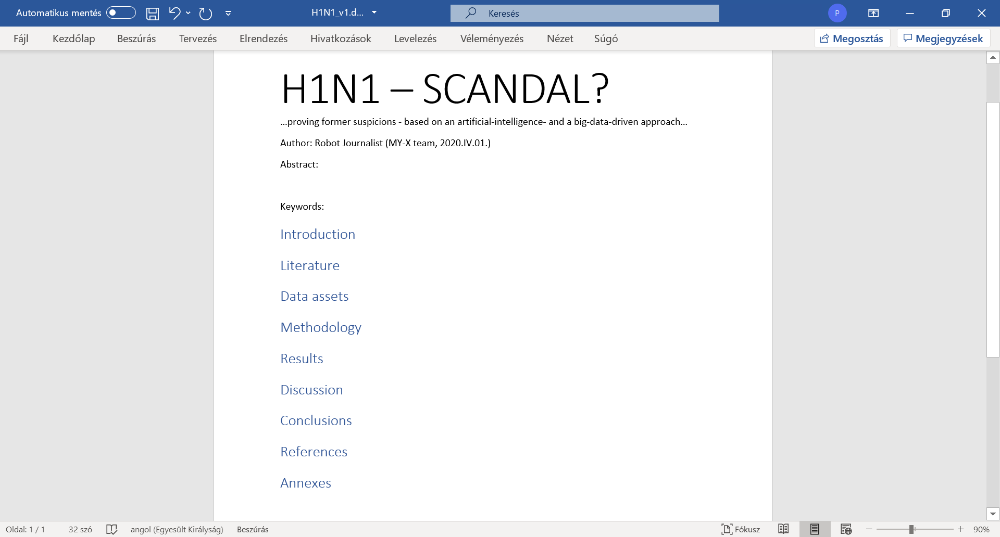 Automatikus mentés H1N1_v1.d... Keresés P
Fájl Kezdőlap Beszúrás Tervezés Elrendezés Hivatkozások Levelezés Véleményezés Nézet Súgó Megosztás Megjegyzések
H1N1 – SCANDAL?
...proving former suspicions - based on an artificial-intelligence- and a big-data-driven approach...
Author: Robot Journalist (MY-X team, 2020.IV.01.)
Abstract:
Keywords:
Introduction
Literature
Data assets
Methodology
Results
Discussion
Conclusions
References
Annexes
Oldal: 1 / 1 32 szó angol (Egyesült Királyság) Beszúrás Fókusz 90%